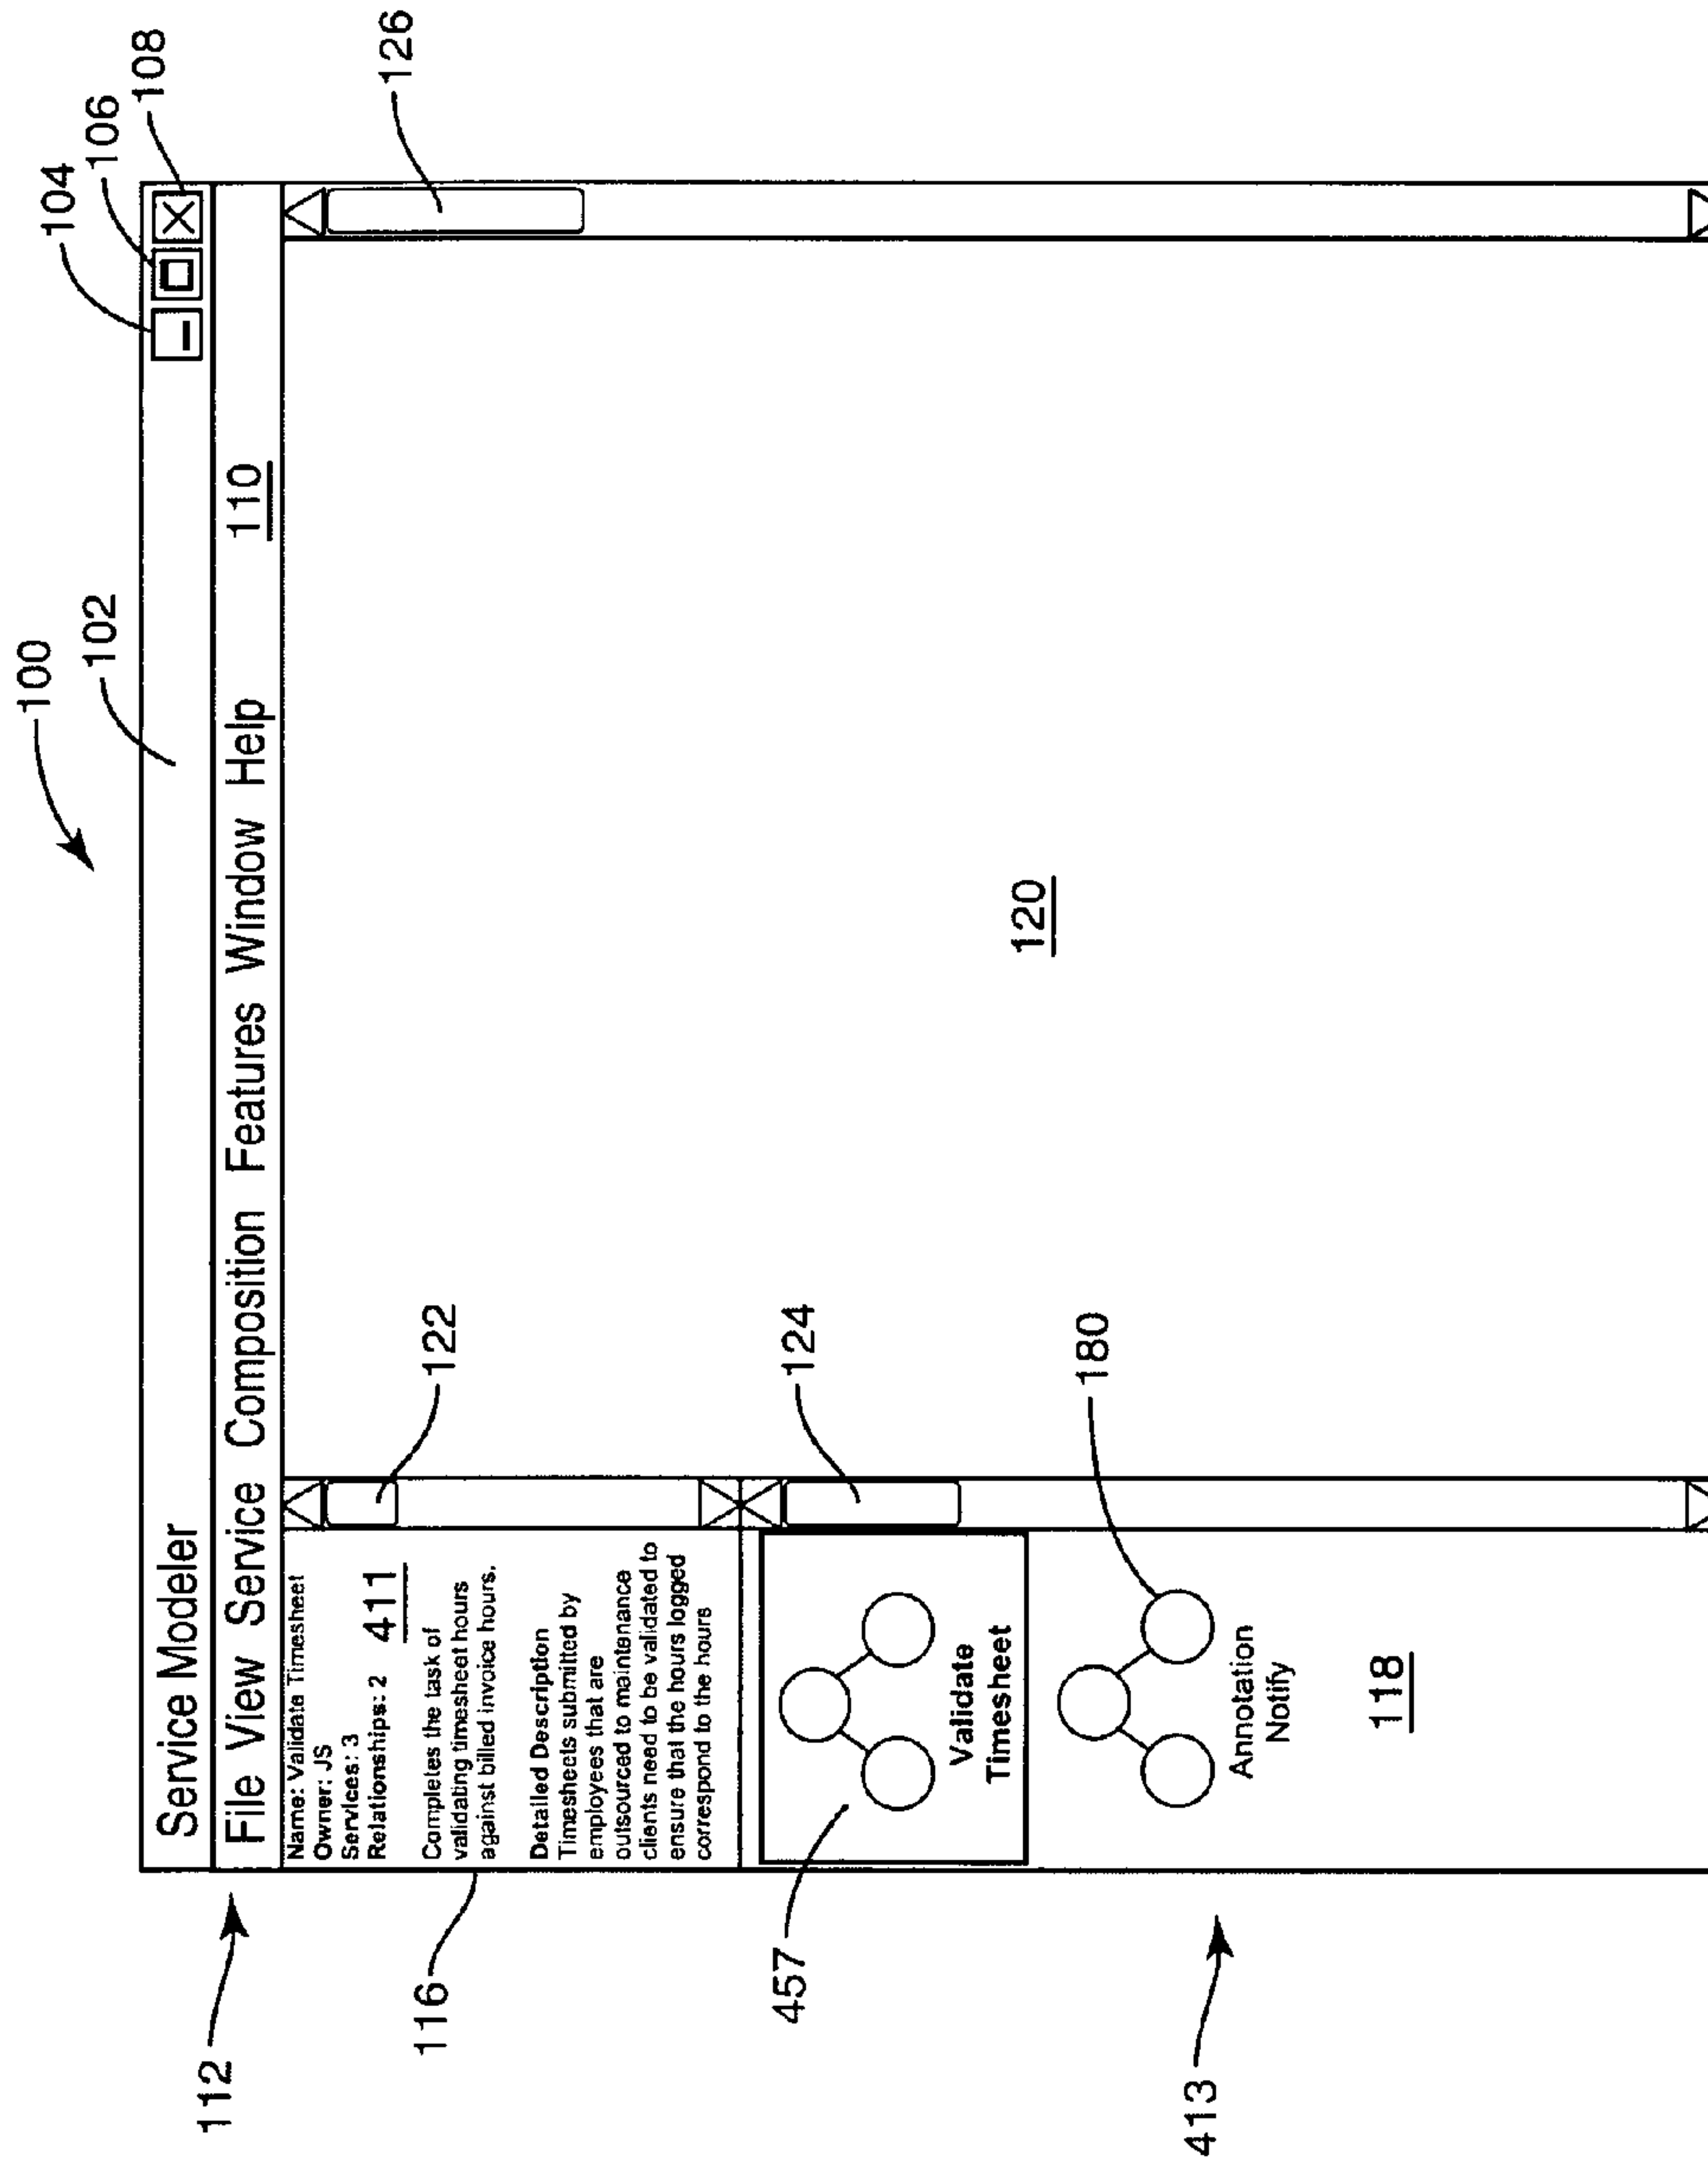 100
102
104
106
108
Service Modeler
112
File View Service Composition Features Window Help 110
126
Name: Validate Timesheet
Owner: JS
Services: 3
Relationships: 2
411
122
116
Completes the task of
validating timesheet hours
against billed invoice hours.
Detailed Description
Timesheets submitted by
employees that are
outsourced to maintenance
clients need to be validated to
ensure that the hours logged
correspond to the hours
457
124
Validate
Timesheet
120
180
413
Annotation
Notify
118